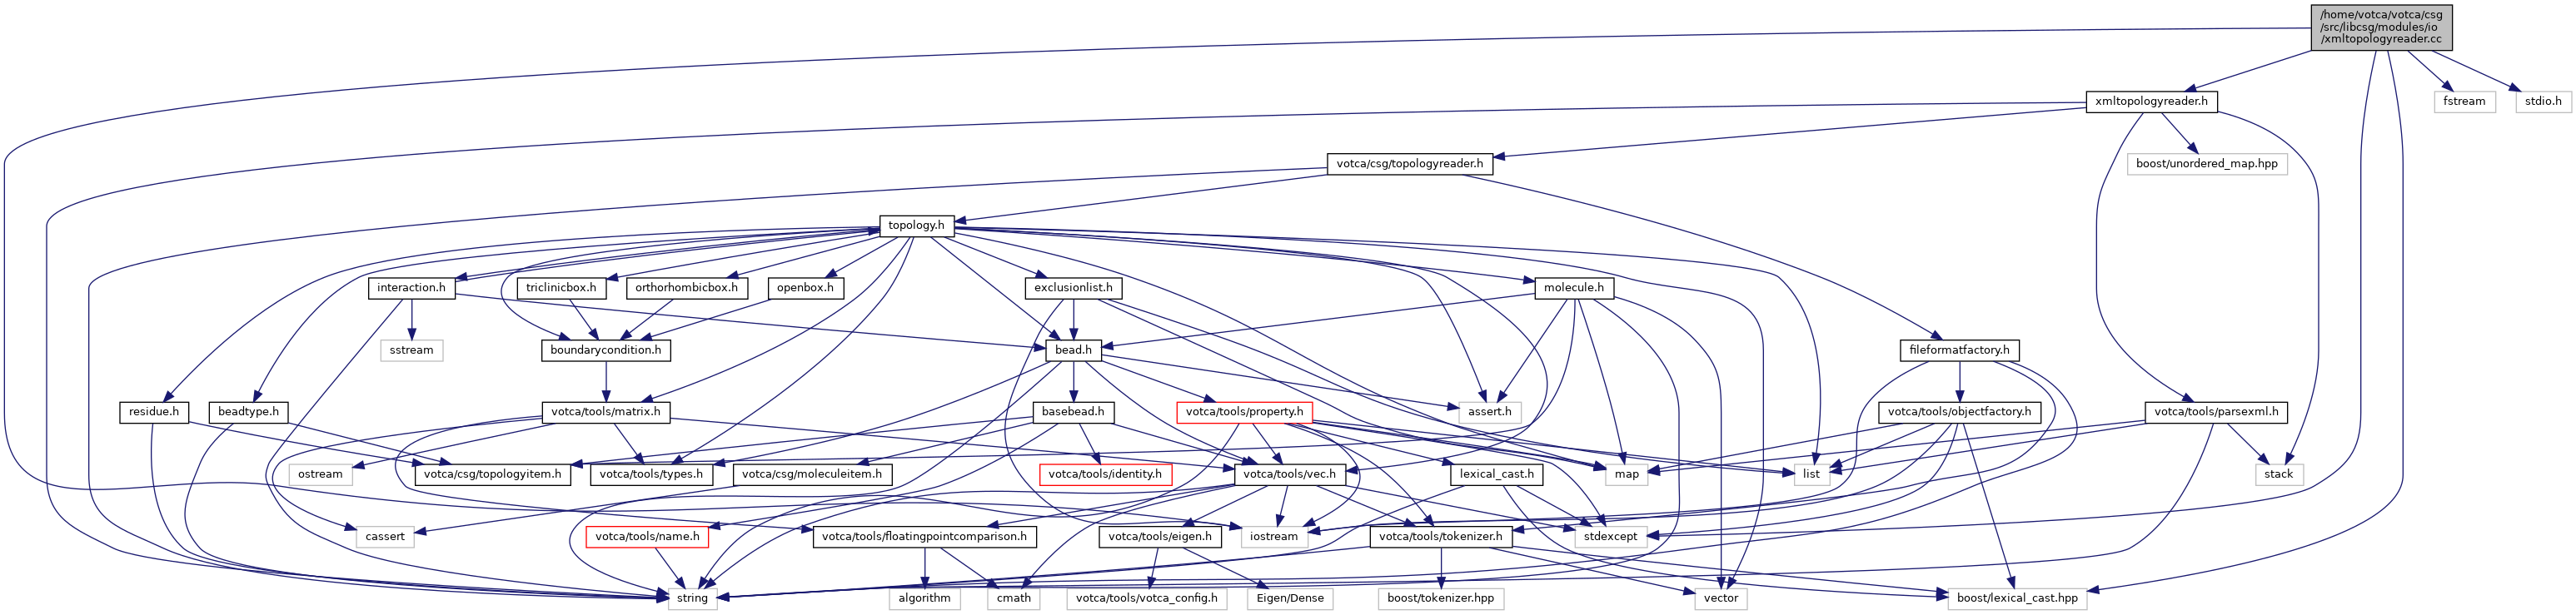 /home/votca/votca/csg
/src/libcsg/modules/io
/xmltopologyreader.cc
xmltopologyreader.h
fstream
stdio.h
votca/csg/topologyreader.h
boost/unordered_map.hpp
topology.h
interaction.h
triclinicbox.h
orthorhombicbox.h
openbox.h
exclusionlist.h
molecule.h
sstream
boundarycondition.h
bead.h
fileformatfactory.h
residue.h
beadtype.h
votca/tools/matrix.h
basebead.h
votca/tools/property.h
assert.h
votca/tools/objectfactory.h
votca/tools/parsexml.h
ostream
votca/csg/topologyitem.h
votca/tools/types.h
votca/csg/moleculeitem.h
votca/tools/identity.h
votca/tools/vec.h
lexical_cast.h
map
list
stack
cassert
votca/tools/name.h
votca/tools/floatingpointcomparison.h
votca/tools/eigen.h
iostream
votca/tools/tokenizer.h
stdexcept
string
algorithm
cmath
votca/tools/votca_config.h
Eigen/Dense
boost/tokenizer.hpp
vector
boost/lexical_cast.hpp